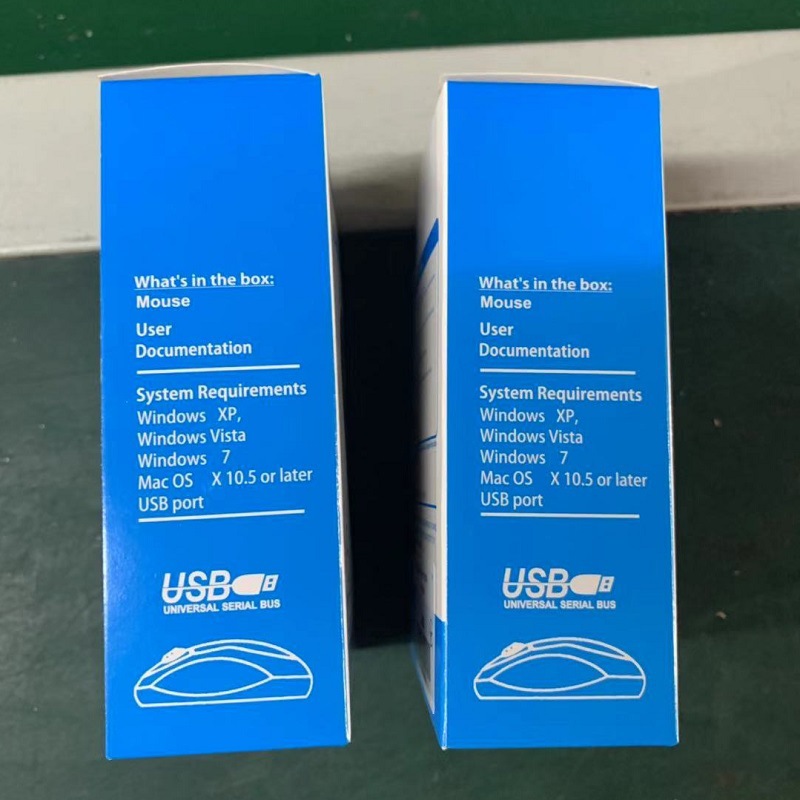 What's in the box:
Mouse
User
Documentation
System Requirements
Windows XP,
Windows Vista
Windows 7
Mac OS X 10.5 or later
USB port
USB
UNIVERSAL SERIAL BUS
What's in the box:
Mouse
User
Documentation
System Requirements
Windows XP,
Windows Vista
Windows 7
Mac OS X 10.5 or later
USB port
USB
UNIVERSAL SERIAL BUS